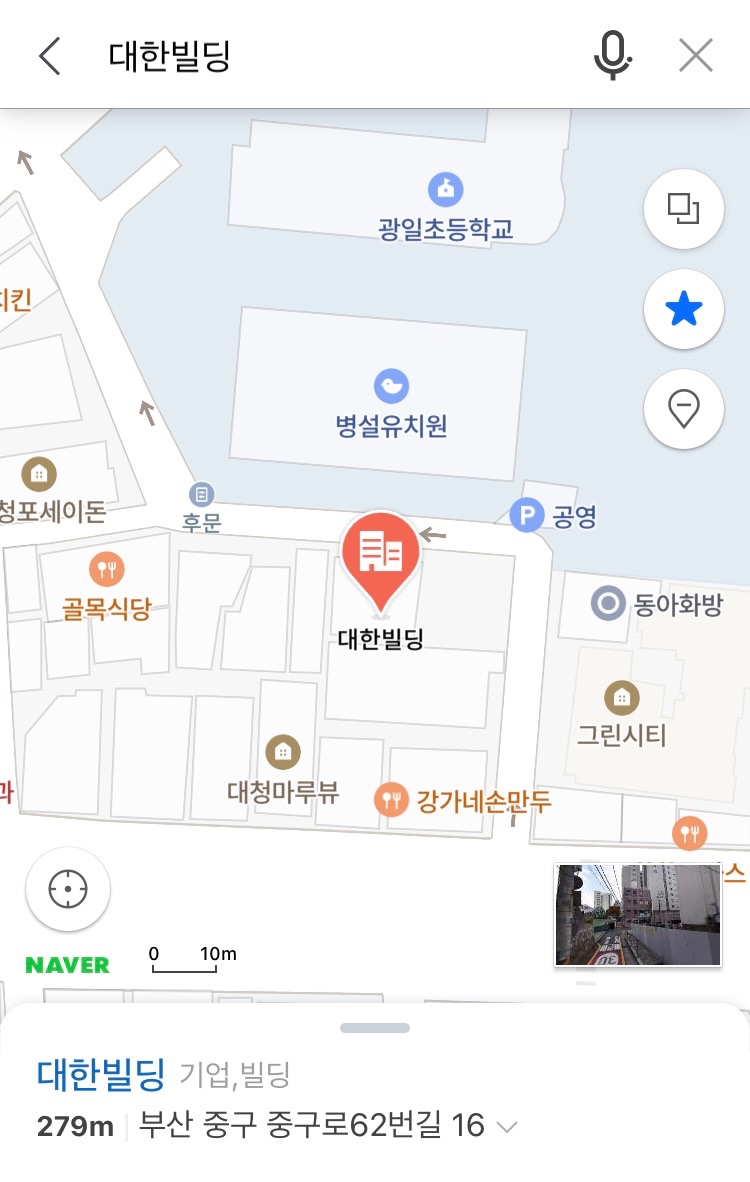 대한빌딩
광일초등학교
치킨
병설유치원
청포세이돈
후문
P 공영
골목식당
대한빌딩
동아화방
그린시티
대청마루뷰
강가네손만두
과
스
NAVER
0 10m
대한빌딩 기업,빌딩
279m 부산 중구 중구로62번길 16